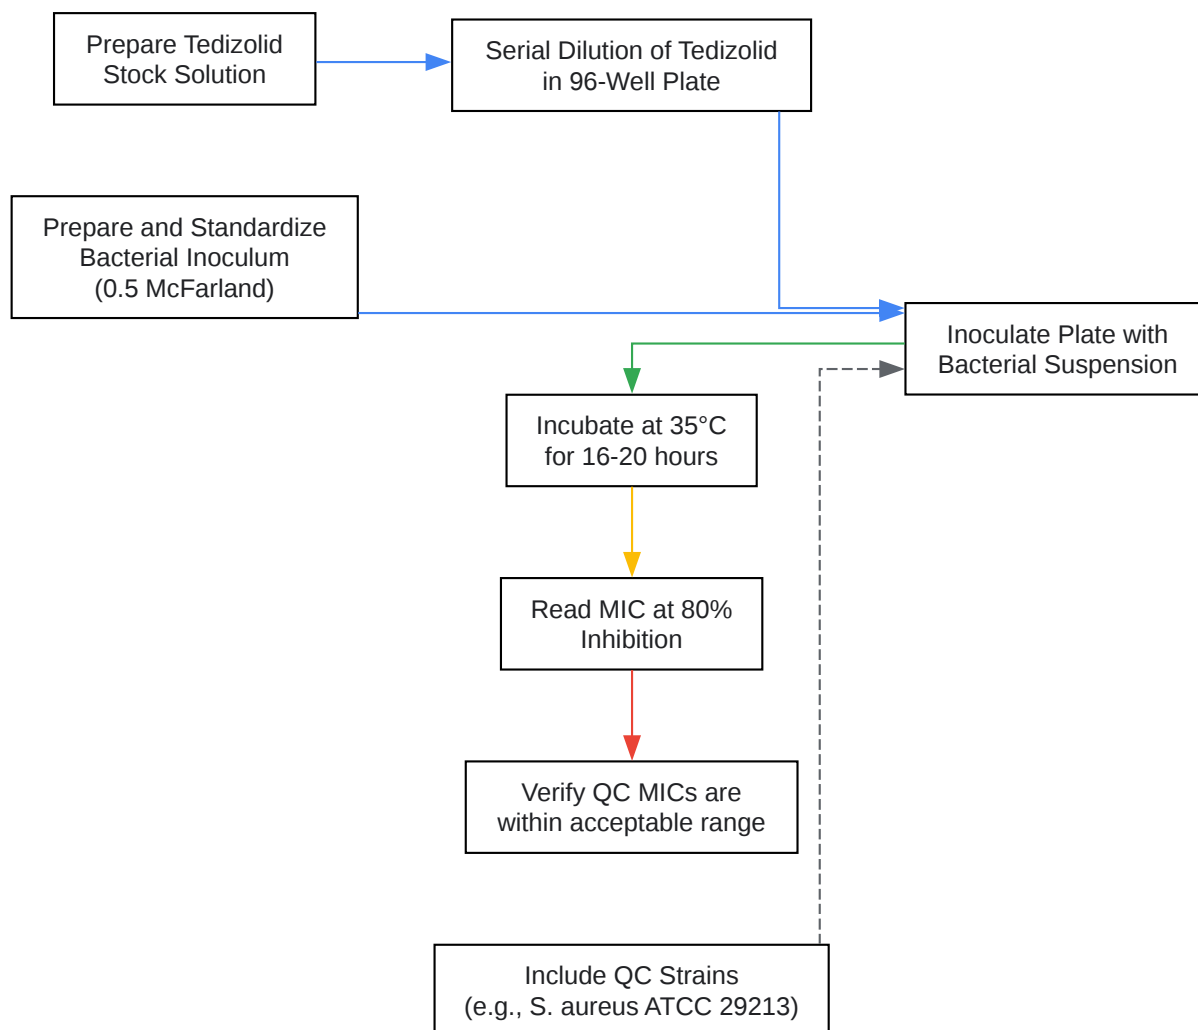 Prepare Tedizolid
Stock Solution
Serial Dilution of Tedizolid
in 96-Well Plate
Prepare and Standardize
Bacterial Inoculum
(0.5 McFarland)
Inoculate Plate with
Bacterial Suspension
Incubate at 35°C
for 16-20 hours
Read MIC at 80%
Inhibition
Verify QC MICs are
within acceptable range
Include QC Strains
(e.g., S. aureus ATCC 29213)